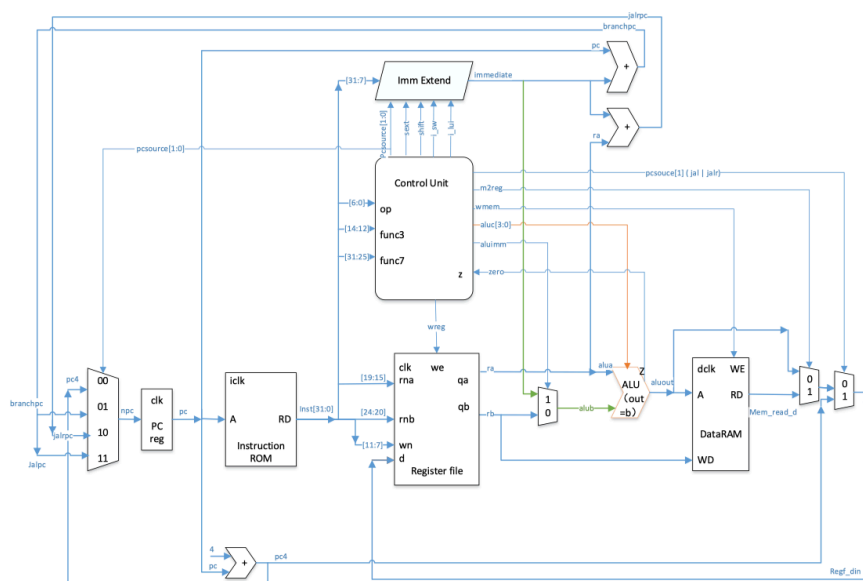 jalrpc
branchpc
pc
+
[31:7]
Imm Extend
immediate
Pcsource[1:0]
sext
shift
i_sw
i_lui
+
ra
pcsource[1:0]
Control Unit
pcsouce[1] ( jal | jalr)
m2reg
wmem
[6:0]
op
aluc[3:0]
[14:12]
func3
aluimm
[31:25]
func7
z
zero
wreg
pc4
00
branchpc
01
jalrpc
10
Jalpc
11
npc
clk
PC
reg
pc
iclk
A
RD
Instruction
ROM
Inst[31:0]
[19:15]
[24:20]
[11:7]
clk
we
rna
qa
qb
rnb
wn
d
Register file
ra
rb
1
0
alub
alua
Z
ALU
(out
=b)
aluout
dclk
WE
A
RD
DataRAM
WD
Mem_read_d
0
1
0
1
4
pc
+
pc4
Regf_din